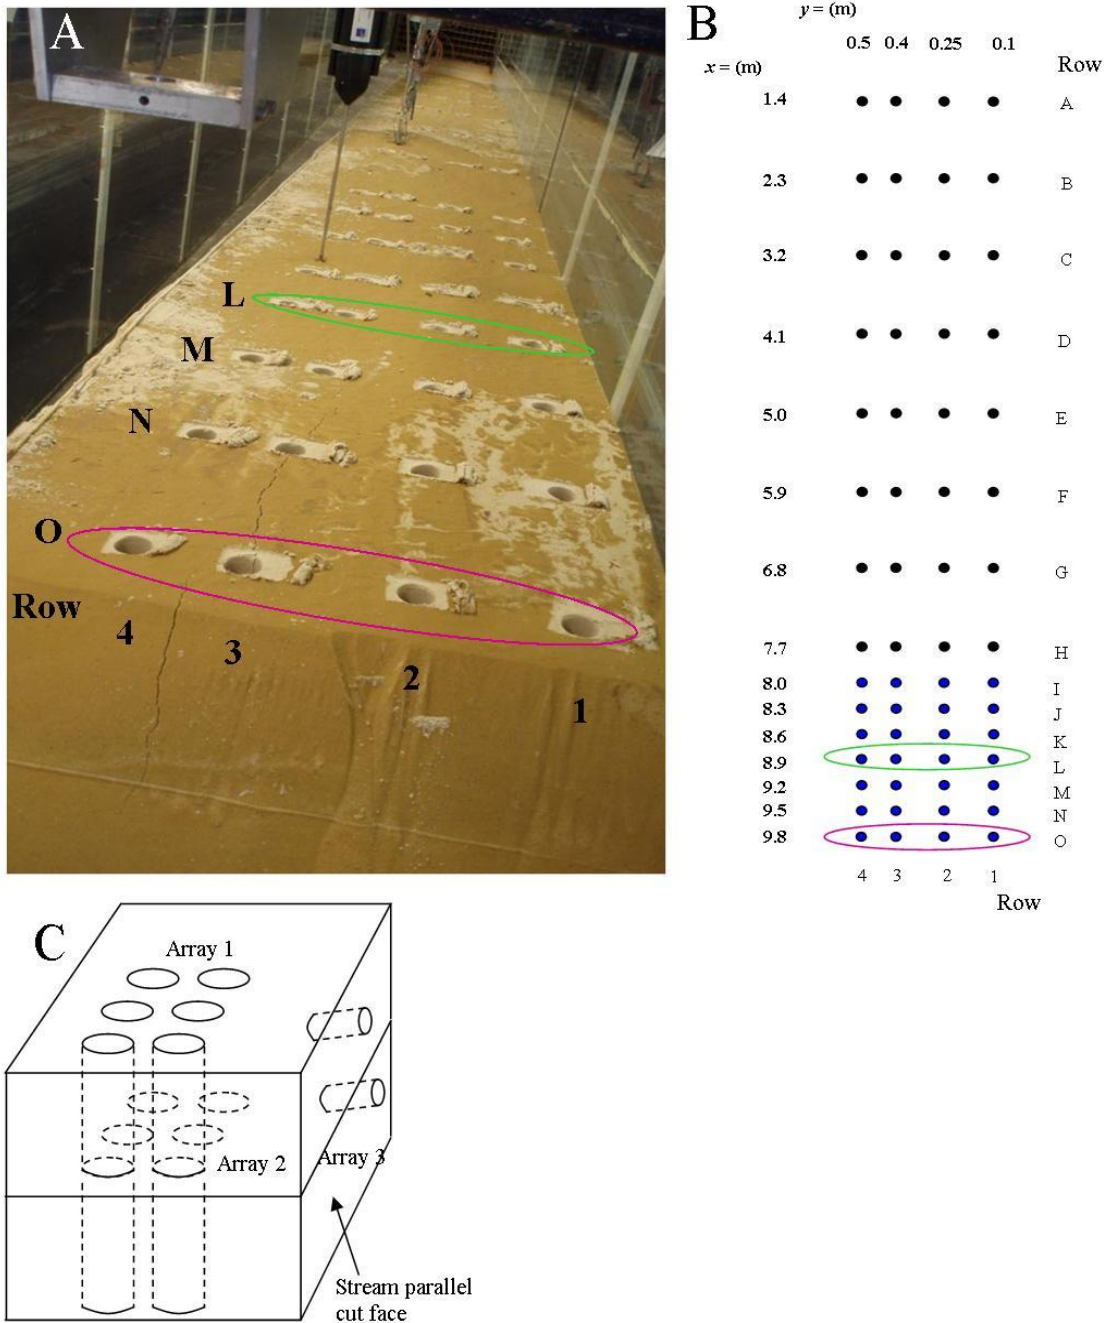 A
L
M
N
O
Row
4
3
2
1
B
y = (m)
0.5 0.4 0.25 0.1
x = (m)
Row
1.4 A
2.3 B
3.2 C
4.1 D
5.0 E
5.9 F
6.8 G
7.7 H
8.0 I
8.3 J
8.6 K
8.9 L
9.2 M
9.5 N
9.8 O
4 3 2 1
Row
C
Array 1
Array 2
Array 3
Stream parallel
cut face